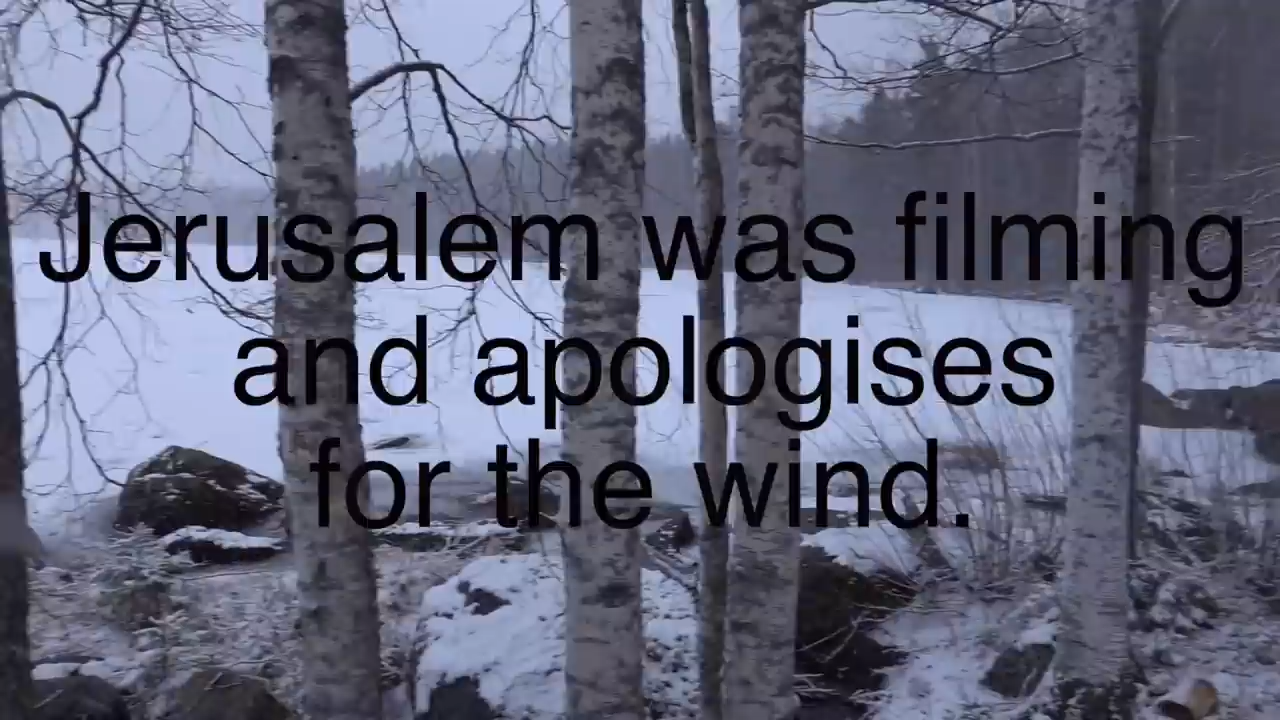 Jerusalem was filming
and apologises
for the wind.